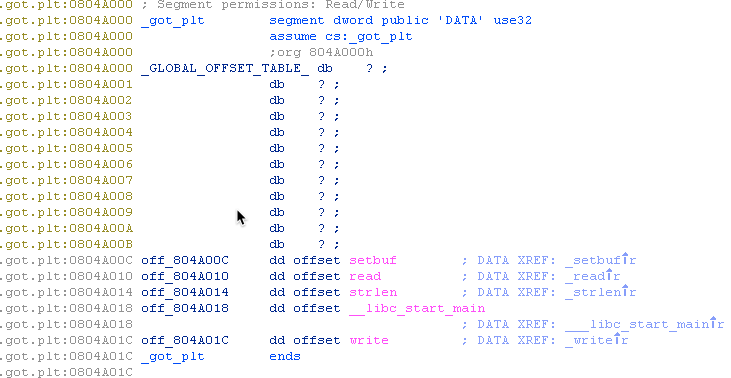 .got.plt:0804A000 ; Segment permissions: Read/Write
.got.plt:0804A000 _got_plt segment dword public 'DATA' use32
.got.plt:0804A000 assume cs:_got_plt
.got.plt:0804A000 ;org 804A000h
.got.plt:0804A000 _GLOBAL_OFFSET_TABLE_ db ? ;
.got.plt:0804A001 db ? ;
.got.plt:0804A002 db ? ;
.got.plt:0804A003 db ? ;
.got.plt:0804A004 db ? ;
.got.plt:0804A005 db ? ;
.got.plt:0804A006 db ? ;
.got.plt:0804A007 db ? ;
.got.plt:0804A008 db ? ;
.got.plt:0804A009 db ? ;
.got.plt:0804A00A db ? ;
.got.plt:0804A00B db ? ;
.got.plt:0804A00C off_804A00C dd offset setbuf ; DATA XREF: _setbuf↑r
.got.plt:0804A010 off_804A010 dd offset read ; DATA XREF: _read↑r
.got.plt:0804A014 off_804A014 dd offset strlen ; DATA XREF: _strlen↑r
.got.plt:0804A018 off_804A018 dd offset __libc_start_main
.got.plt:0804A018 ; DATA XREF: ___libc_start_main↑r
.got.plt:0804A01C off_804A01C dd offset write ; DATA XREF: _write↑r
.got.plt:0804A01C _got_plt ends
.got.plt:0804A01C